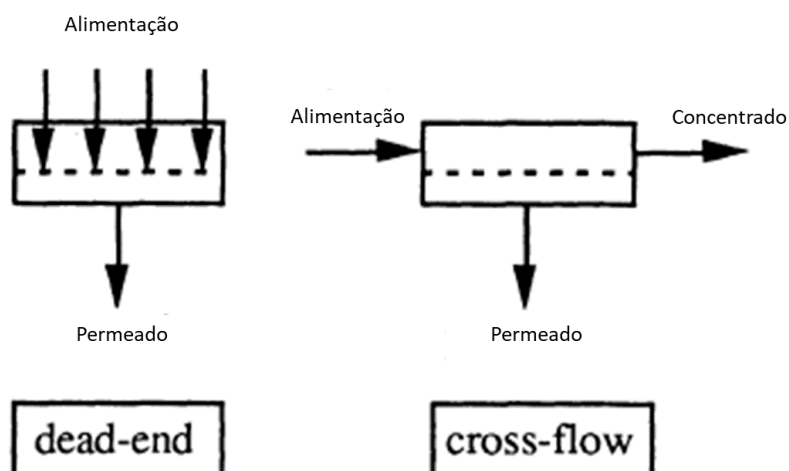 Alimentação
Alimentação
Concentrado
Permeado
Permeado
dead-end
cross-flow